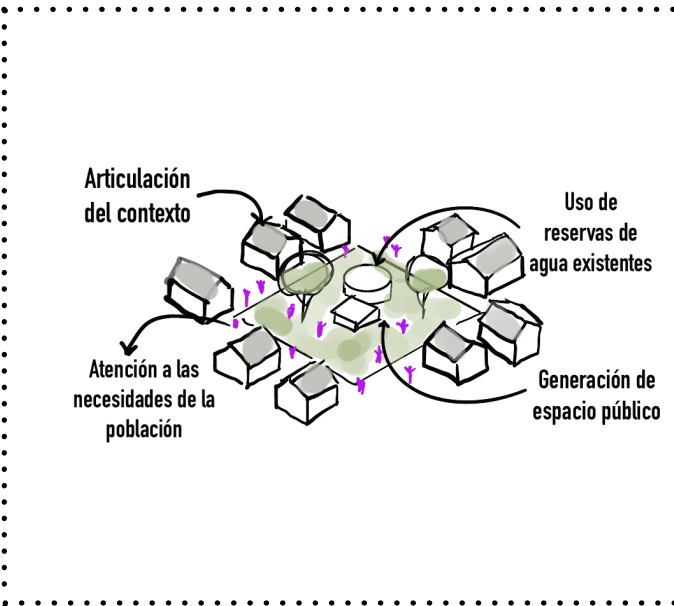 Articulación
del contexto
Uso de
reservas de
agua existentes
Atención a las
necesidades de la
población
Generación de
espacio público